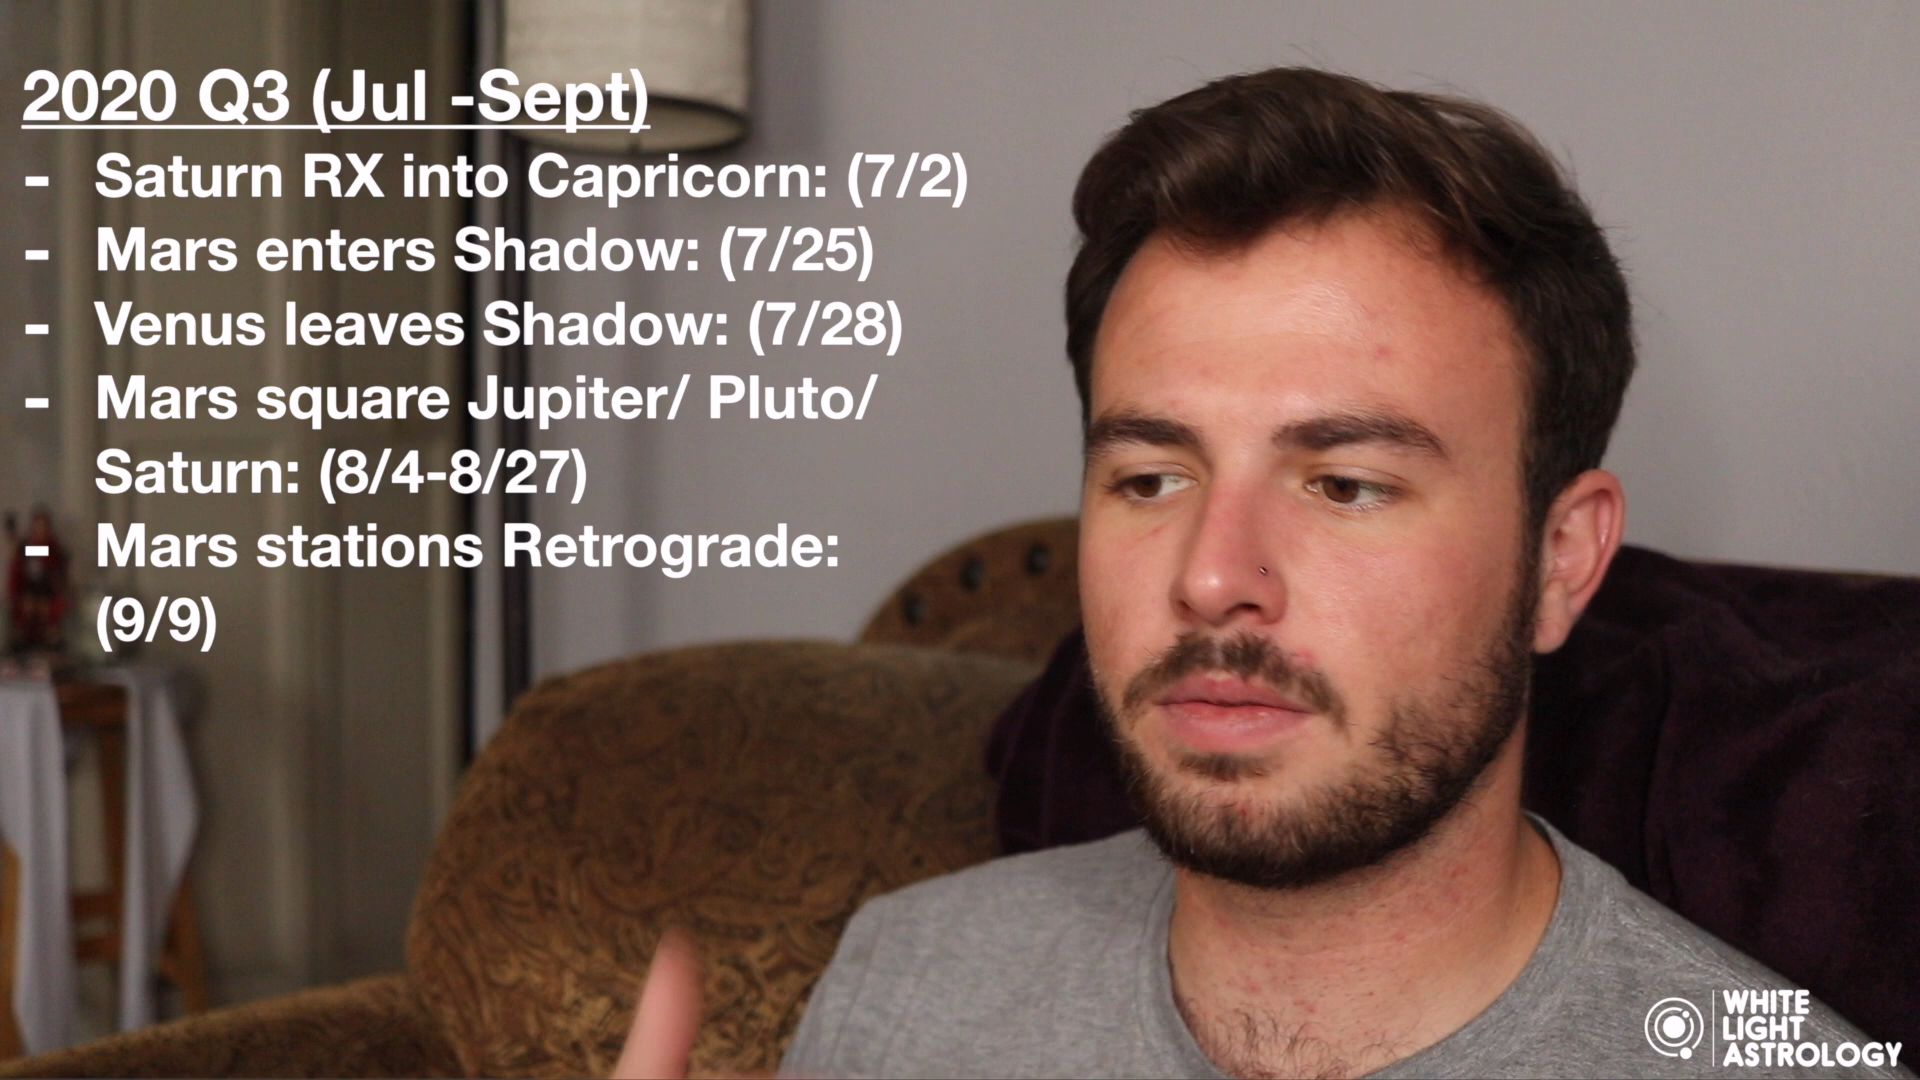 2020 Q3 (Jul -Sept)
- Saturn RX into Capricorn: (7/2)
- Mars enters Shadow: (7/25)
- Venus leaves Shadow: (7/28)
- Mars square Jupiter/ Pluto/
Saturn: (8/4-8/27)
- Mars stations Retrograde:
(9/9)
WHITE
LIGHT
ASTROLOGY